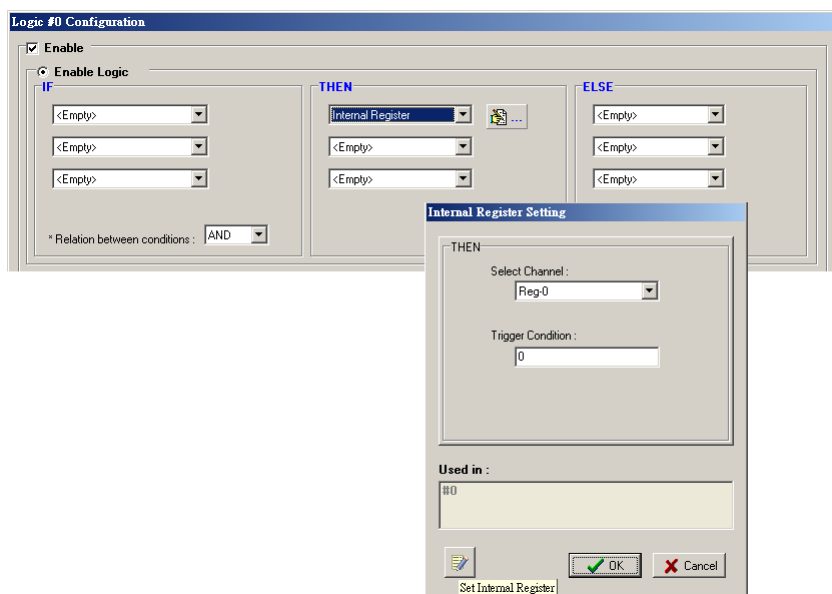 Logic #0 Configuration
Enable
Enable Logic
IF
THEN
ELSE
<Empty>
Internal Register
...
<Empty>
<Empty>
<Empty>
<Empty>
<Empty>
<Empty>
<Empty>
* Relation between conditions :
AND
Internal Register Setting
THEN
Select Channel :
Reg-0
Trigger Condition :
0
Used in :
#0
OK
Cancel
Set Internal Register